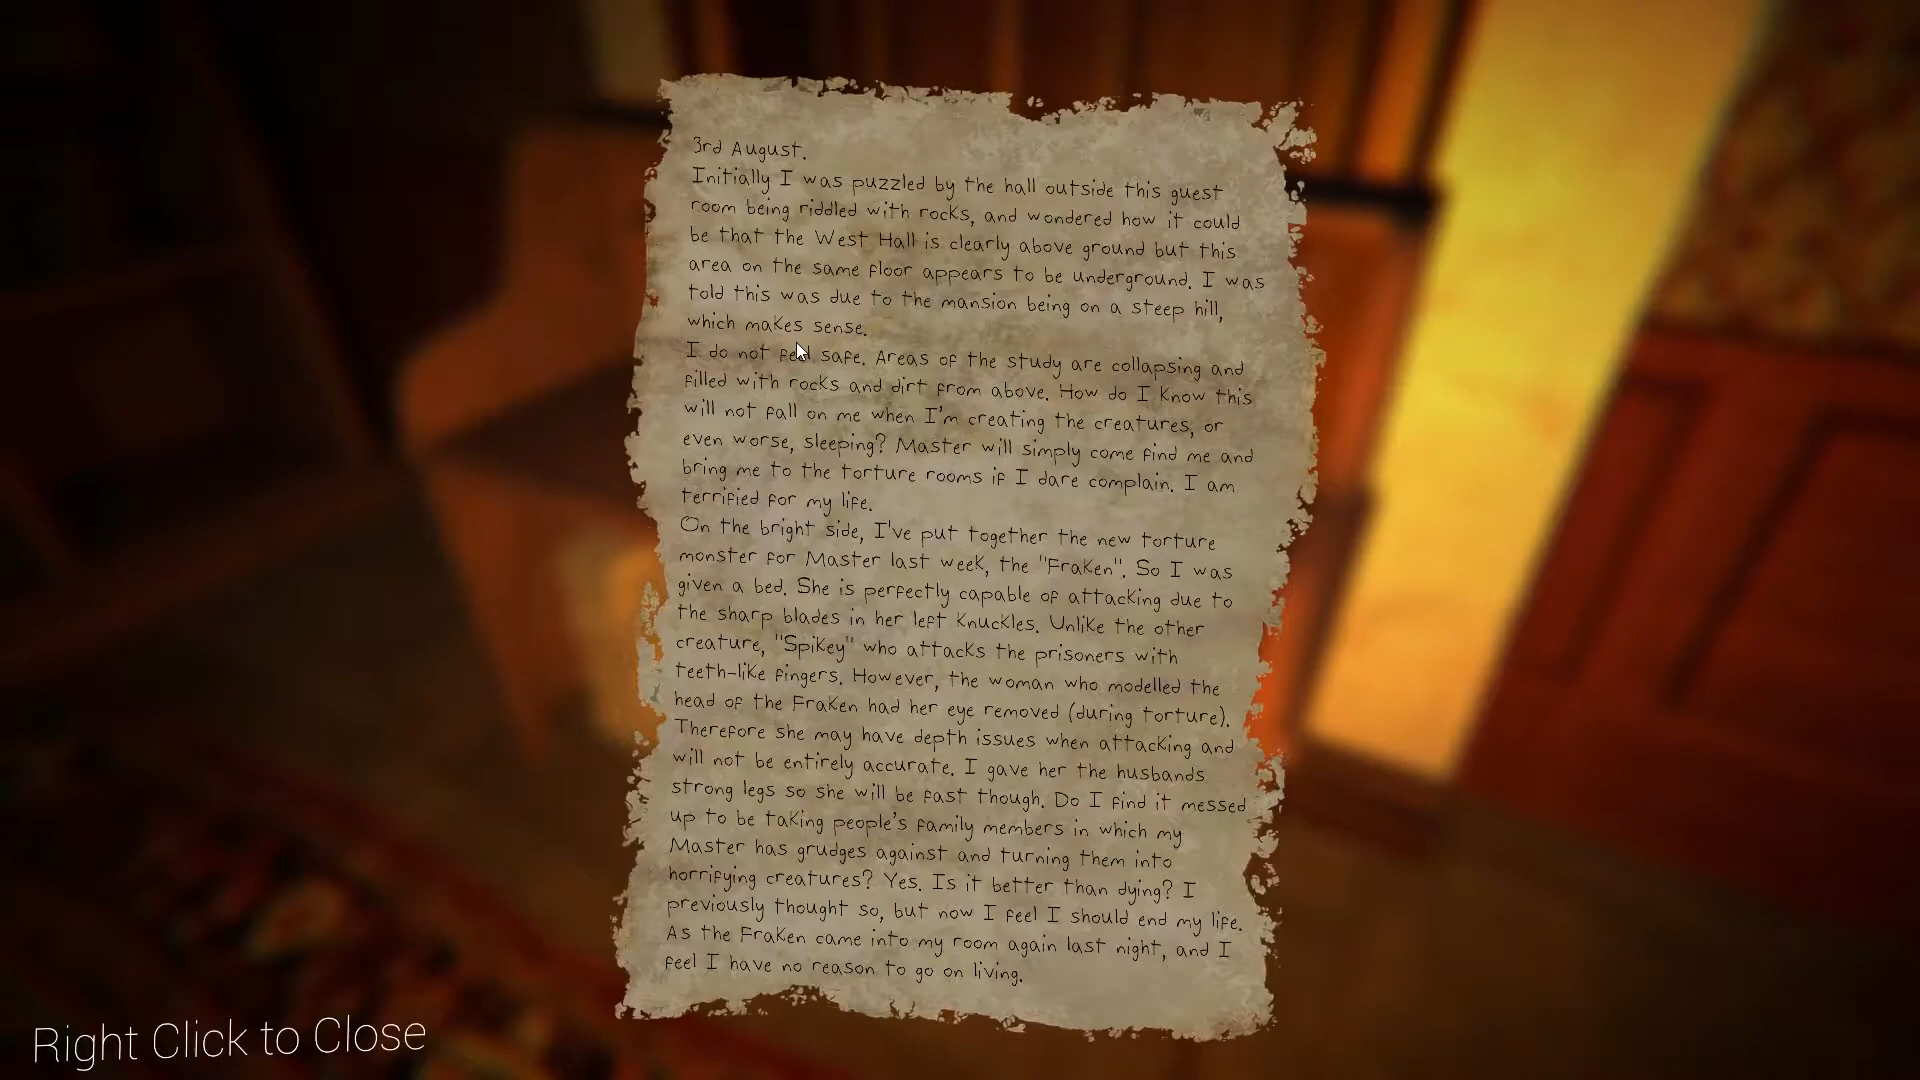 3rd August.
Initially I was puzzled by the hall outside this guest
room being riddled with rocks, and wondered how it could
be that the West Hall is clearly above ground but this
area on the same floor appears to be underground. I was
told this was due to the mansion being on a steep hill,
which makes sense.
I do not feel safe. Areas of the study are collapsing and
filled with rocks and dirt from above. How do I know this
will not fall on me when I'm creating the creatures, or
even worse, sleeping? Master will simply come find me and
bring me to the torture rooms if I dare complain. I am
terrified for my life.
On the bright side, I've put together the new torture
monster for Master last week, the "Fraken". So I was
given a bed. She is perfectly capable of attacking due to
the sharp blades in her left knuckles. Unlike the other
creature, "Spikey" who attacks the prisoners with
teeth-like fingers. However, the woman who modelled the
head of the Fraken had her eye removed (during torture).
Therefore she may have depth issues when attacking and
will not be entirely accurate. I gave her the husbands
strong legs so she will be fast though. Do I find it messed
up to be taking people's family members in which my
Master has grudges against and turning them into
horrifying creatures? Yes. Is it better than dying? I
previously thought so, but now I feel I should end my life.
As the Fraken came into my room again last night, and I
feel I have no reason to go on living.
Right Click to Close